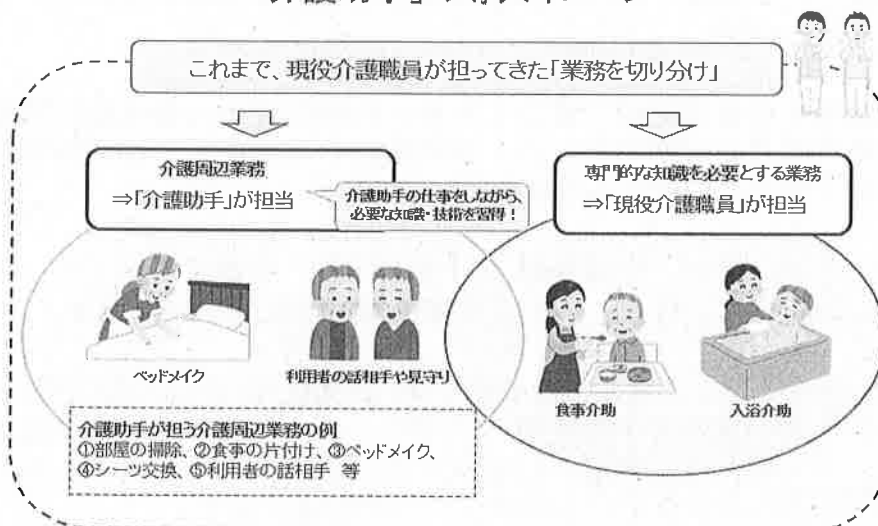 介護助手の
これまで、現役介護職員が担ってきた「業務を切り分け」
介護周辺業務
⇒「介護助手」が担当
介護助手の仕事をしながら、
必要な知識・技術を習得！
専門的な知識を必要とする業務
⇒「現役介護職員」が担当
ベッドメイク
利用者の話相手や見守り
食事介助
入浴介助
介護助手が担う介護周辺業務の例
①部屋の掃除、②食事の片付け、③ベッドメイク、
④シーツ交換、⑤利用者の話相手 等